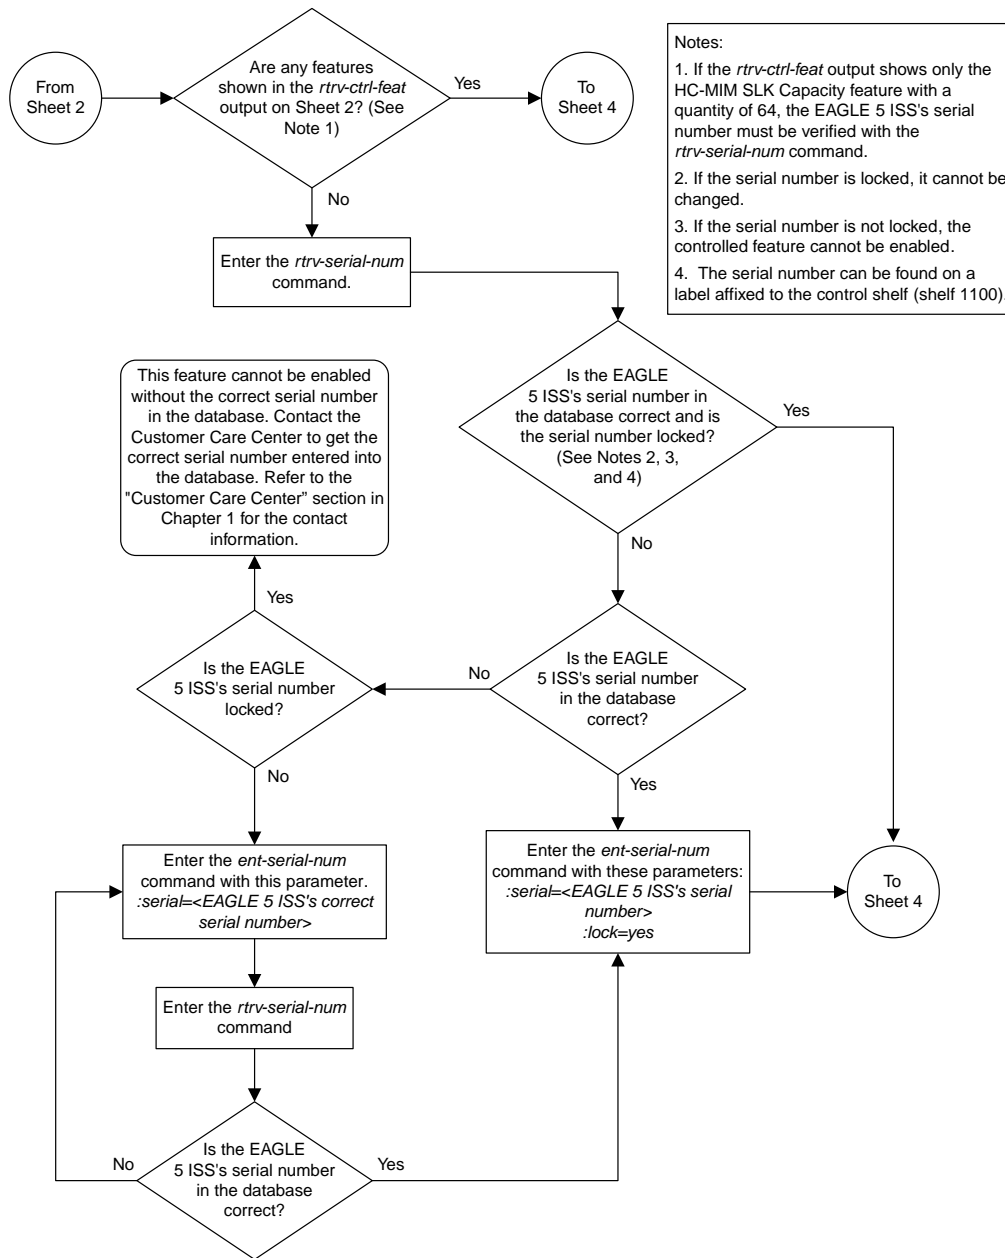 From
Sheet 2
Are any features
shown in the rtrv-ctrl-feat
output on Sheet 2? (See
Note 1)
Yes
To
Sheet 4
No
Notes:
1. If the rtrv-ctrl-feat output shows only the
HC-MIM SLK Capacity feature with a
quantity of 64, the EAGLE 5 ISS's serial
number must be verified with the
rtrv-serial-num command.
2. If the serial number is locked, it cannot be
changed.
3. If the serial number is not locked, the
controlled feature cannot be enabled.
4. The serial number can be found on a
label affixed to the control shelf (shelf 1100).
Enter the rtrv-serial-num
command.
Is the EAGLE
5 ISS's serial number in
the database correct and is
the serial number locked?
(See Notes 2, 3,
and 4)
Yes
No
This feature cannot be enabled
without the correct serial number
in the database. Contact the
Customer Care Center to get the
correct serial number entered into
the database. Refer to the
"Customer Care Center” section in
Chapter 1 for the contact
information.
Yes
Is the EAGLE
5 ISS's serial number
locked?
No
Is the EAGLE
5 ISS's serial number
in the database
correct?
No
Yes
Enter the ent-serial-num
command with this parameter.
:serial=<EAGLE 5 ISS's correct
serial number>
Enter the ent-serial-num
command with these parameters:
:serial=<EAGLE 5 ISS's serial
number>
:lock=yes
To
Sheet 4
Enter the rtrv-serial-num
command
Is the EAGLE
5 ISS's serial number
in the database
correct?
No
Yes